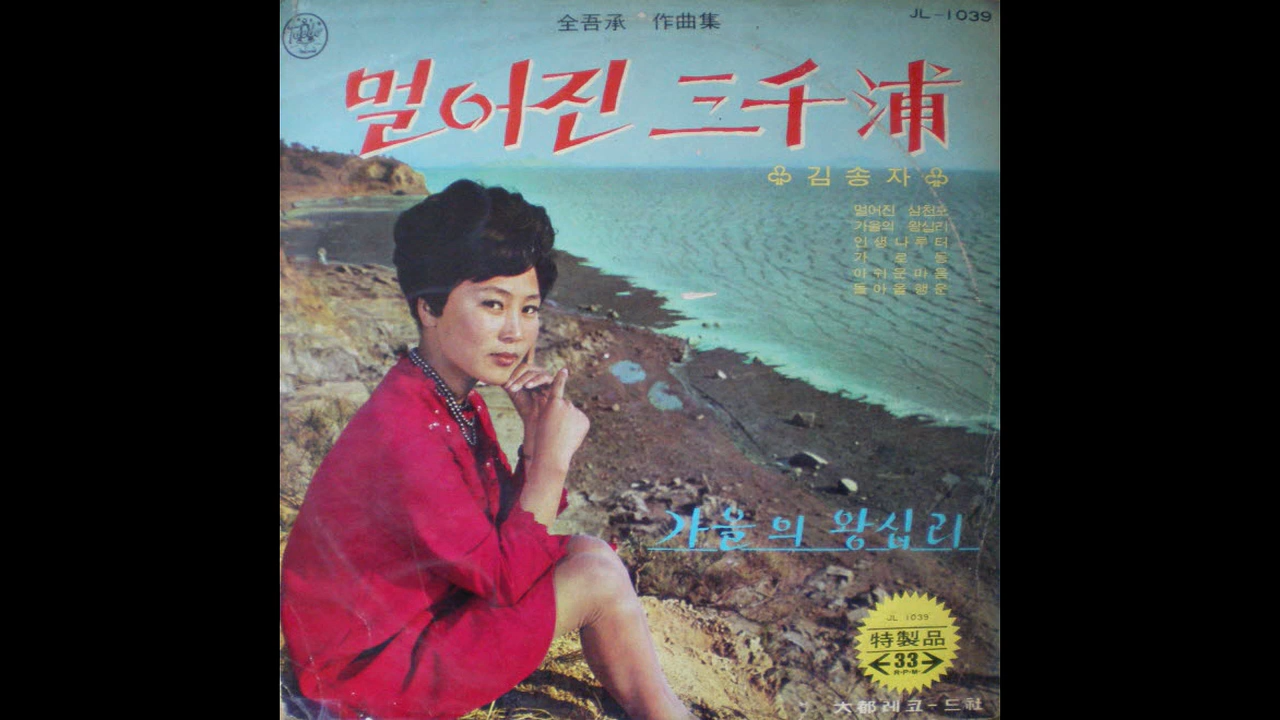 全吾承 作曲集
JL-1039
멀어진 三千浦
♧ 김송자 ♧
멀어진 삼천포
가을의 왕십리
인생나루터
가로등
아쉬운마음
돌아올행운
가을의 왕십리
JL 1039
特製品
33
R·P·M
大都레코-드社